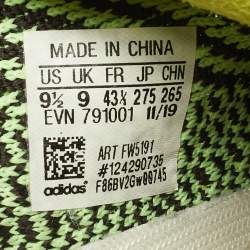 MADE IN CHINA
US UK FR JP CHN
9½ 9 43⅓ 275 265
EVN 791001 11/19
ART FW5191
#124290735
F86BV2GwQQ745
adidas